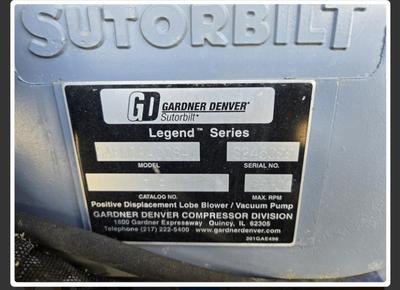 SUTORBILT
GD GARDNER DENVER®
Sutorbilt®
Legend™ Series
MODEL SERIAL NO.
CATALOG NO. MAX. RPM
Positive Displacement Lobe Blower / Vacuum Pump
GARDNER DENVER COMPRESSOR DIVISION
1800 Gardner Expressway Quincy, IL 62305
Telephone (217) 222-5400 www.gardnerdenver.com
301GAE496